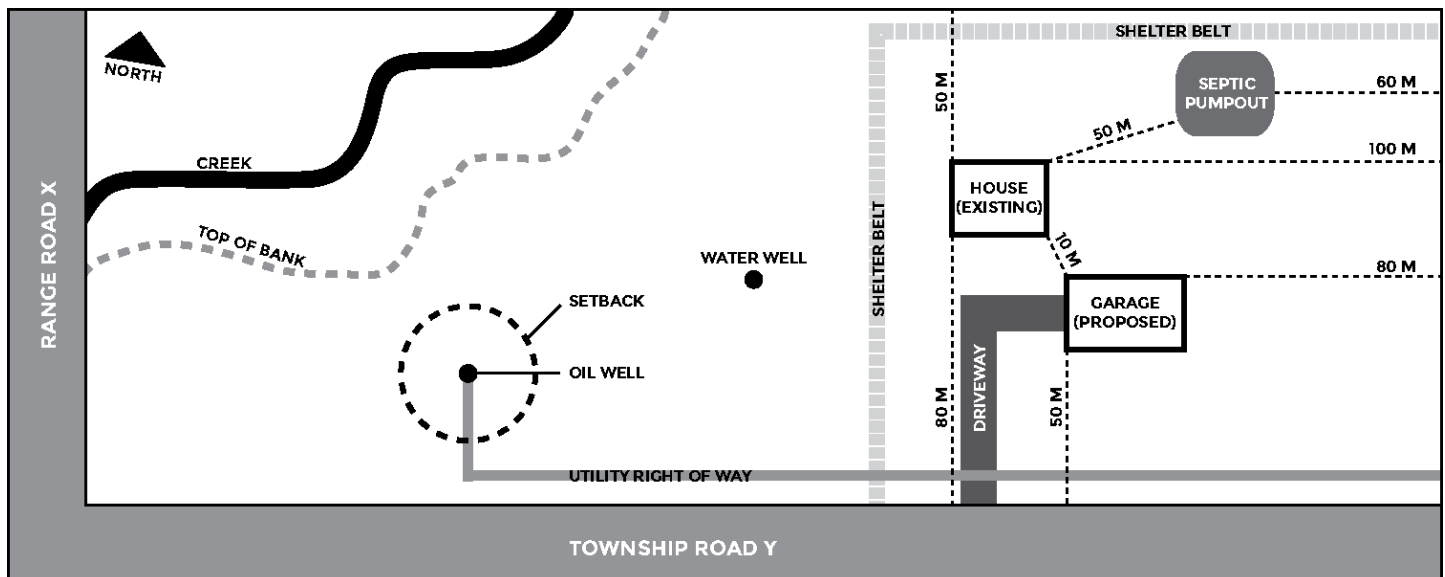 SHELTER BELT
NORTH
50 M
SEPTIC
PUMPOUT
60 M
50 M
100 M
CREEK
HOUSE
(EXISTING)
RANGE ROAD X
TOP OF BANK
SHELTER BELT
10 M
WATER WELL
80 M
SETBACK
GARAGE
(PROPOSED)
OIL WELL
80 M
DRIVEWAY
50 M
UTILITY RIGHT OF WAY
TOWNSHIP ROAD Y